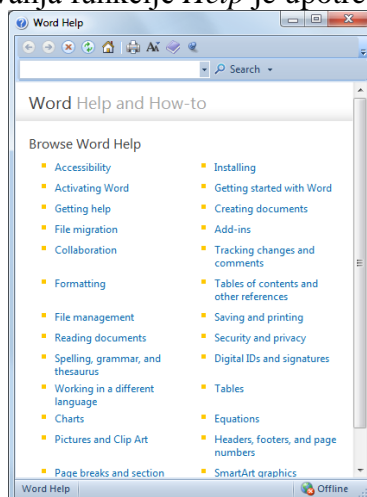 vanja funkcije Help je upotre
Word Help
Search
Word Help and How-to
Browse Word Help
Accessibility
Installing
Activating Word
Getting started with Word
Getting help
Creating documents
File migration
Add-ins
Collaboration
Tracking changes and
comments
Formatting
Tables of contents and
other references
File management
Saving and printing
Reading documents
Security and privacy
Spelling, grammar, and
thesaurus
Digital IDs and signatures
Working in a different
language
Tables
Charts
Equations
Pictures and Clip Art
Headers, footers, and page
numbers
Page breaks and section
SmartArt graphics
Word Help
Offline